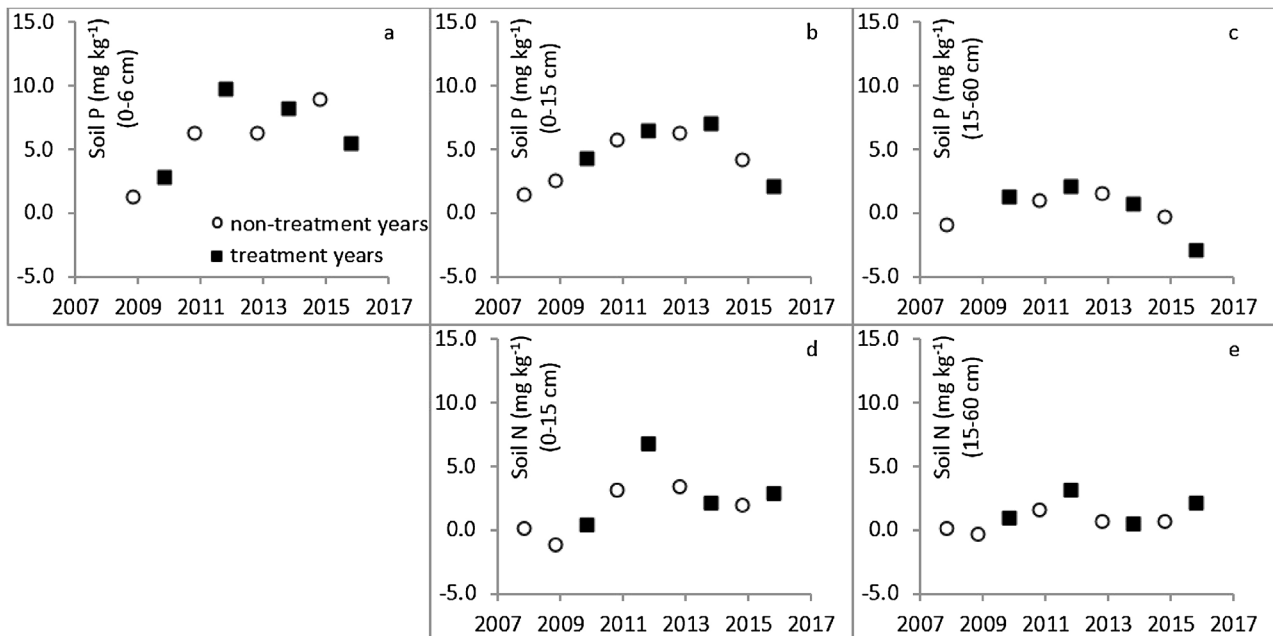 15.0
10.0
5.0
0.0
-5.0
Soil P (mg kg⁻¹)
(0-6 cm)
a
non-treatment years
treatment years
2007 2009 2011 2013 2015 2017
15.0
10.0
5.0
0.0
-5.0
Soil P (mg kg⁻¹)
(0-15 cm)
b
2007 2009 2011 2013 2015 2017
15.0
10.0
5.0
0.0
-5.0
Soil P (mg kg⁻¹)
(15-60 cm)
c
2007 2009 2011 2013 2015 2017
15.0
10.0
5.0
0.0
-5.0
Soil N (mg kg⁻¹)
(0-15 cm)
d
2007 2009 2011 2013 2015 2017
15.0
10.0
5.0
0.0
-5.0
Soil N (mg kg⁻¹)
(15-60 cm)
e
2007 2009 2011 2013 2015 2017